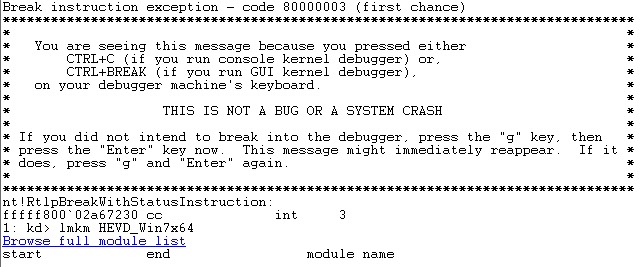 Break instruction exception - code 80000003 (first chance)
*******************************************************************************
*                                                                             *
*   You are seeing this message because you pressed either                    *
*       CTRL+C (if you run console kernel debugger) or,                       *
*       CTRL+BREAK (if you run GUI kernel debugger),                          *
*   on your debugger machine's keyboard.                                      *
*                                                                             *
*                   THIS IS NOT A BUG OR A SYSTEM CRASH                       *
*                                                                             *
* If you did not intend to break into the debugger, press the "g" key, then   *
* press the "Enter" key now.  This message might immediately reappear.  If it *
* does, press "g" and "Enter" again.                                          *
*                                                                             *
*******************************************************************************
nt!RtlpBreakWithStatusInstruction:
fffff800`02a67230 cc              int     3
1: kd> lmkm HEVD_Win7x64
Browse full module list
start             end                 module name